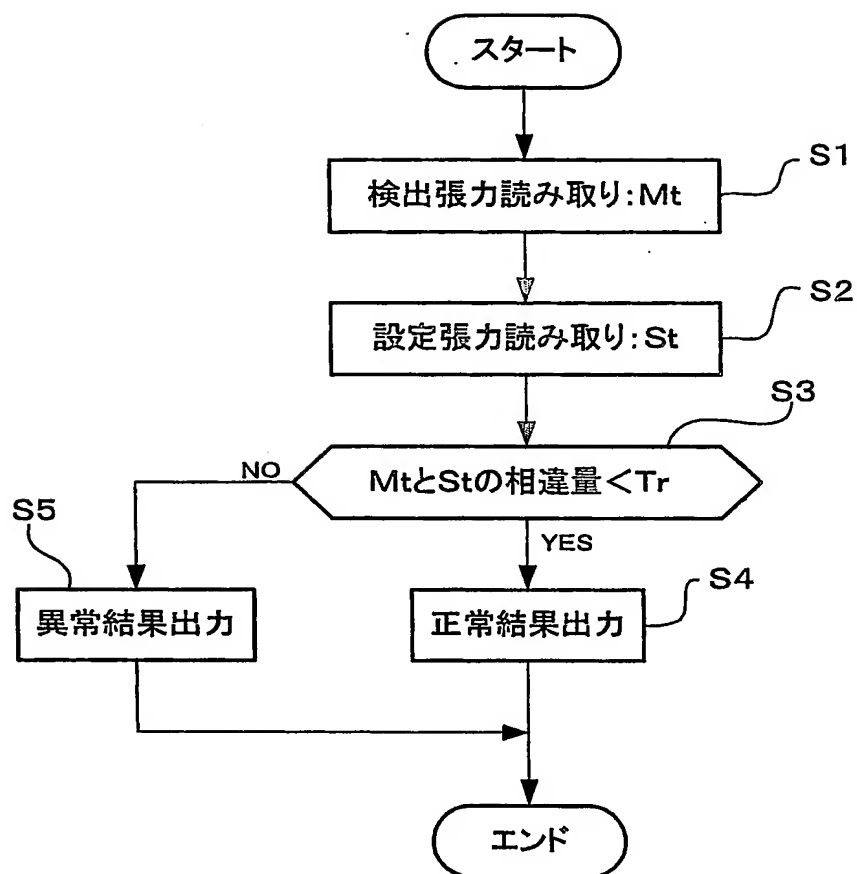 スタート
S1
検出張力読み取り：Mt
S2
設定張力読み取り：St
S3
MtとStの相違量＜Tr
NO
YES
S5
異常結果出力
S4
正常結果出力
エンド